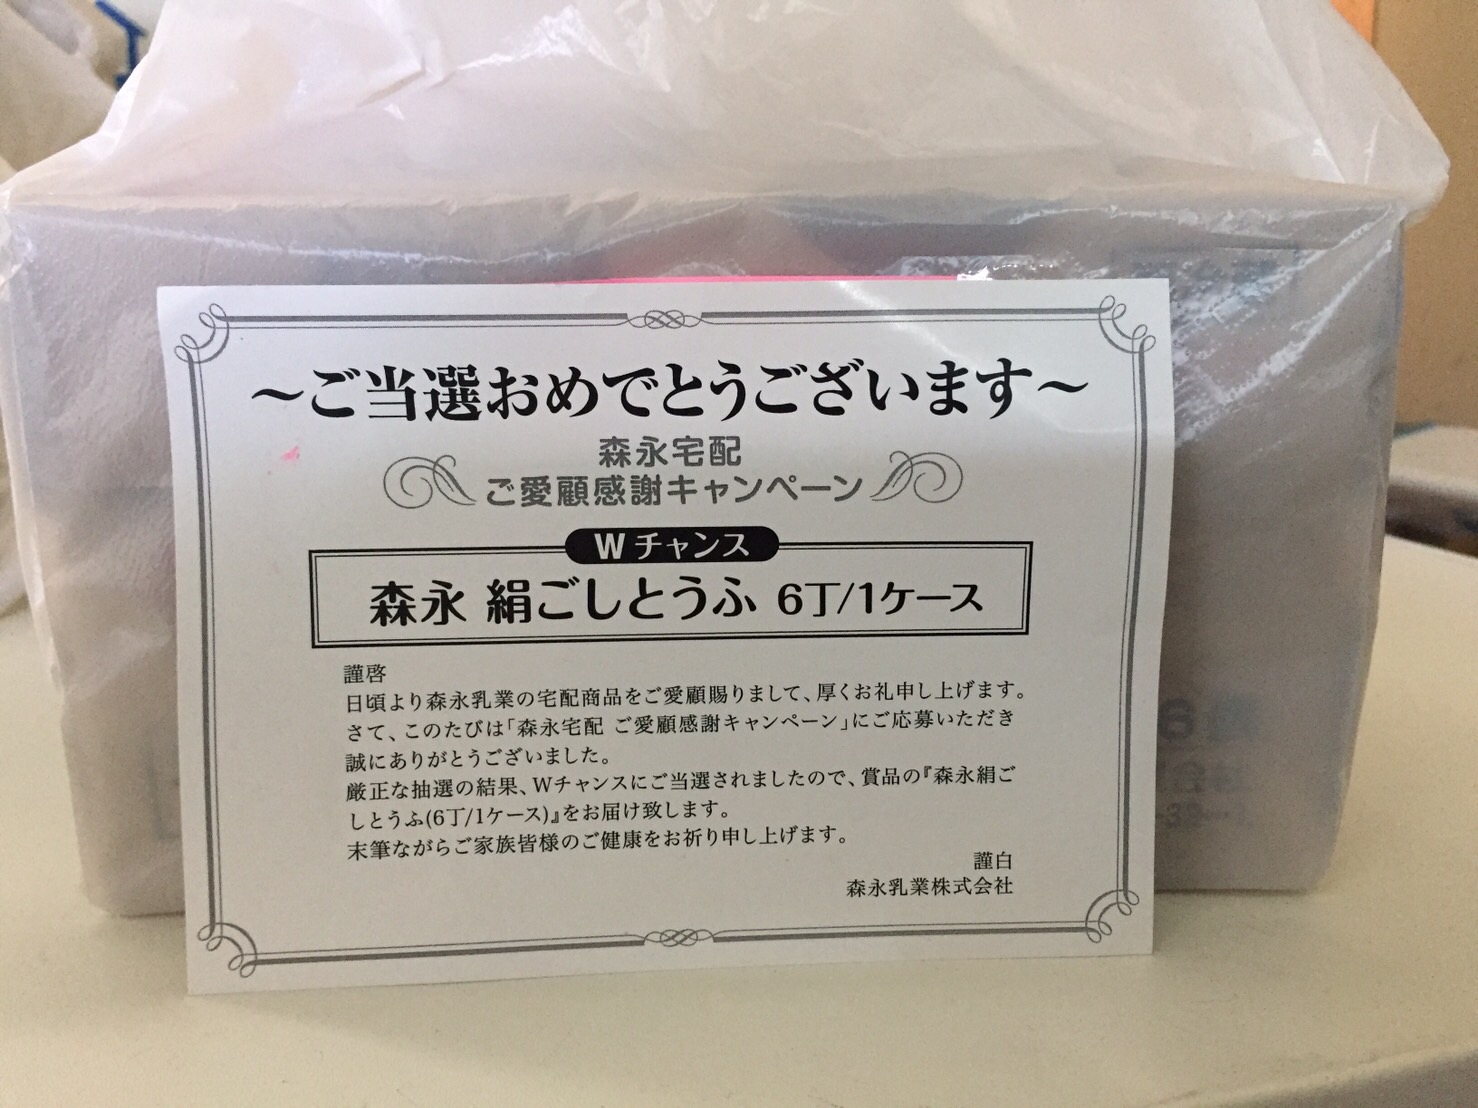 ～ご当選おめでとうございます～
森永宅配
ご愛顧感謝キャンペーン
Wチャンス
森永 絹ごしとうふ 6丁/1ケース
謹啓
日頃より森永乳業の宅配商品をご愛顧賜りまして、厚くお礼申し上げます。
さて、このたびは「森永宅配 ご愛顧感謝キャンペーン」にご応募いただき
誠にありがとうございました。
厳正な抽選の結果、Wチャンスにご当選されましたので、賞品の『森永絹ご
しとうふ(6丁/1ケース)』をお届け致します。
末筆ながらご家族皆様のご健康をお祈り申し上げます。
謹白
森永乳業株式会社